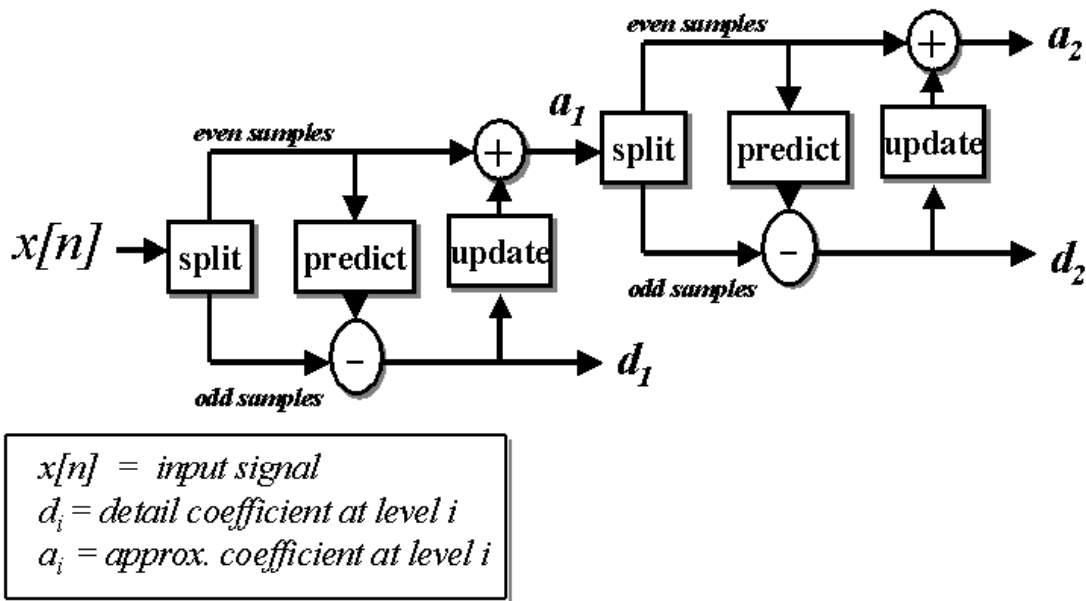 even samples
+
a2
split
predict
update
-
odd samples
d2
a1
even samples
+
x[n]
split
predict
update
-
odd samples
d1
x[n] = input signal
di = detail coefficient at level i
ai = approx. coefficient at level i